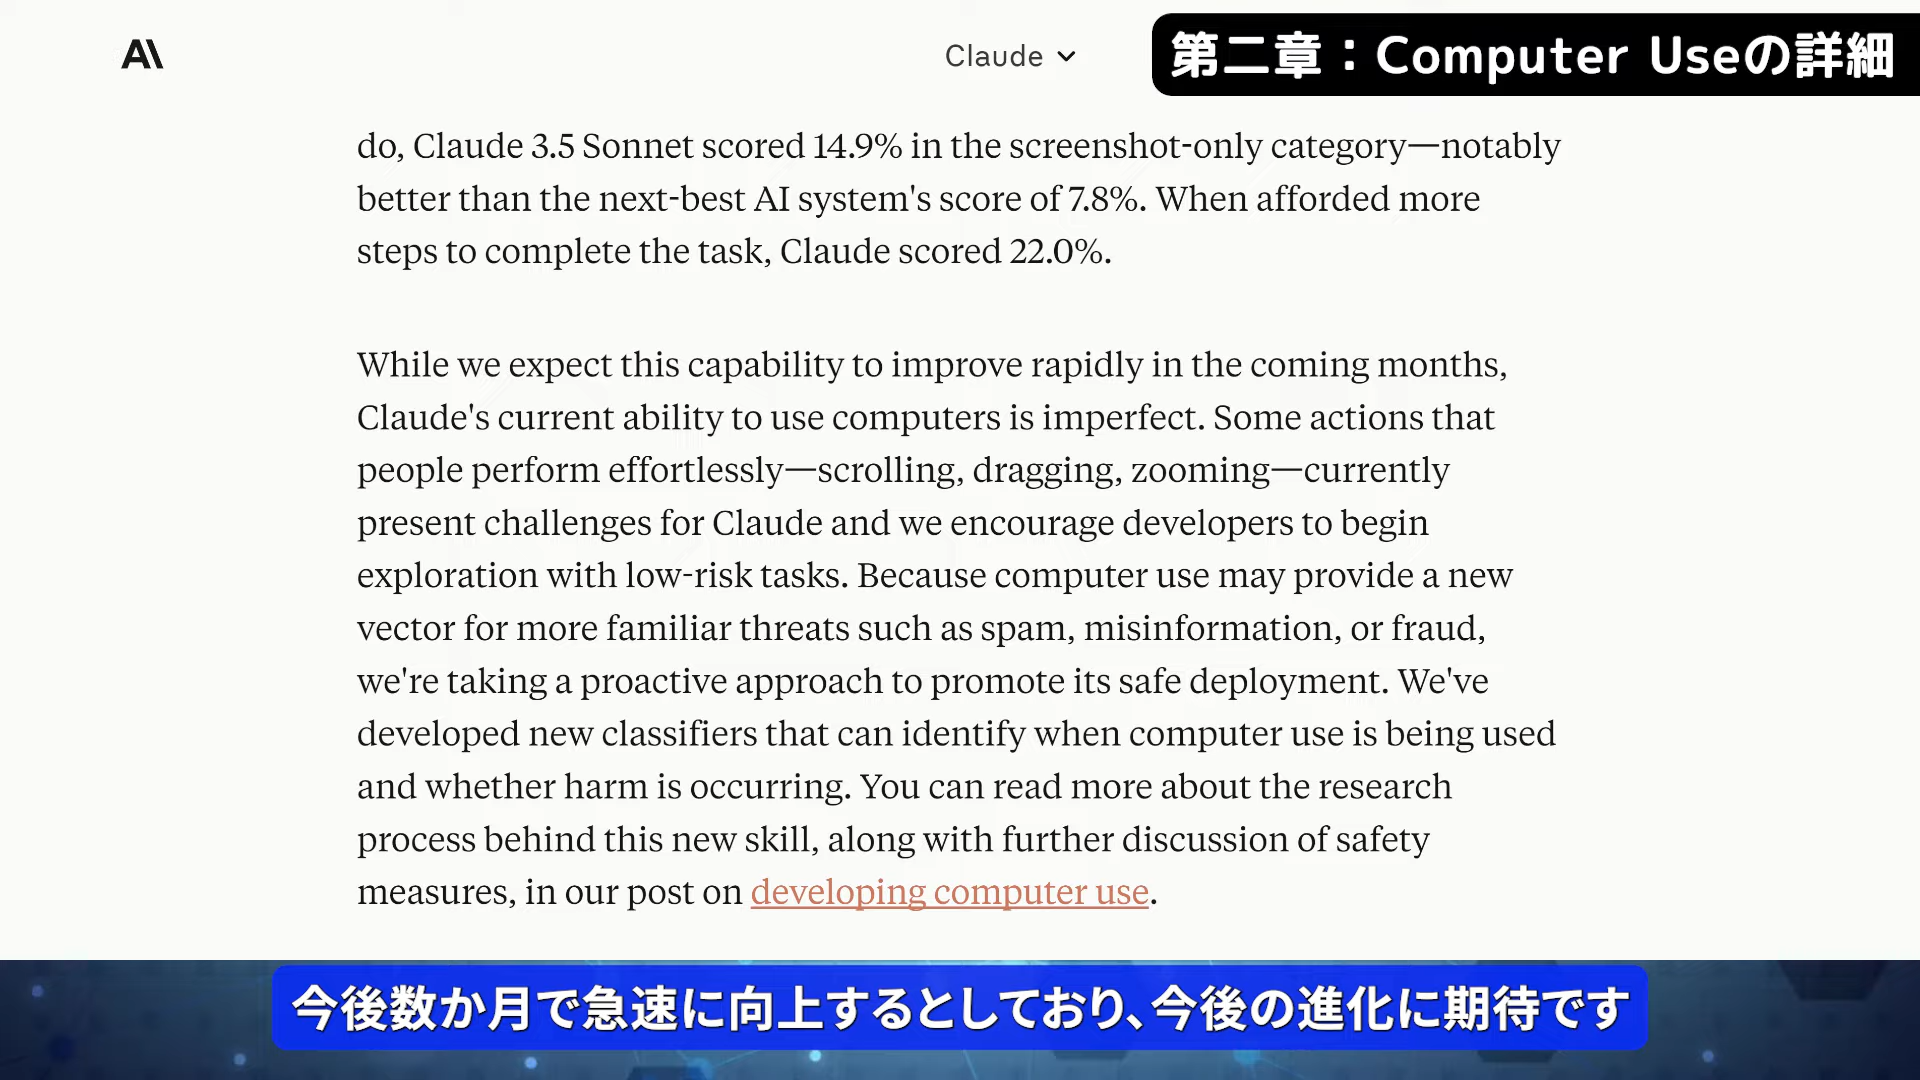 AI
Claude
第二章：Computer Useの詳細
do, Claude 3.5 Sonnet scored 14.9% in the screenshot-only category—notably
better than the next-best AI system's score of 7.8%. When afforded more
steps to complete the task, Claude scored 22.0%.
While we expect this capability to improve rapidly in the coming months,
Claude's current ability to use computers is imperfect. Some actions that
people perform effortlessly—scrolling, dragging, zooming—currently
present challenges for Claude and we encourage developers to begin
exploration with low-risk tasks. Because computer use may provide a new
vector for more familiar threats such as spam, misinformation, or fraud,
we're taking a proactive approach to promote its safe deployment. We've
developed new classifiers that can identify when computer use is being used
and whether harm is occurring. You can read more about the research
process behind this new skill, along with further discussion of safety
measures, in our post on developing computer use.
今後数か月で急速に向上するとしており、今後の進化に期待です